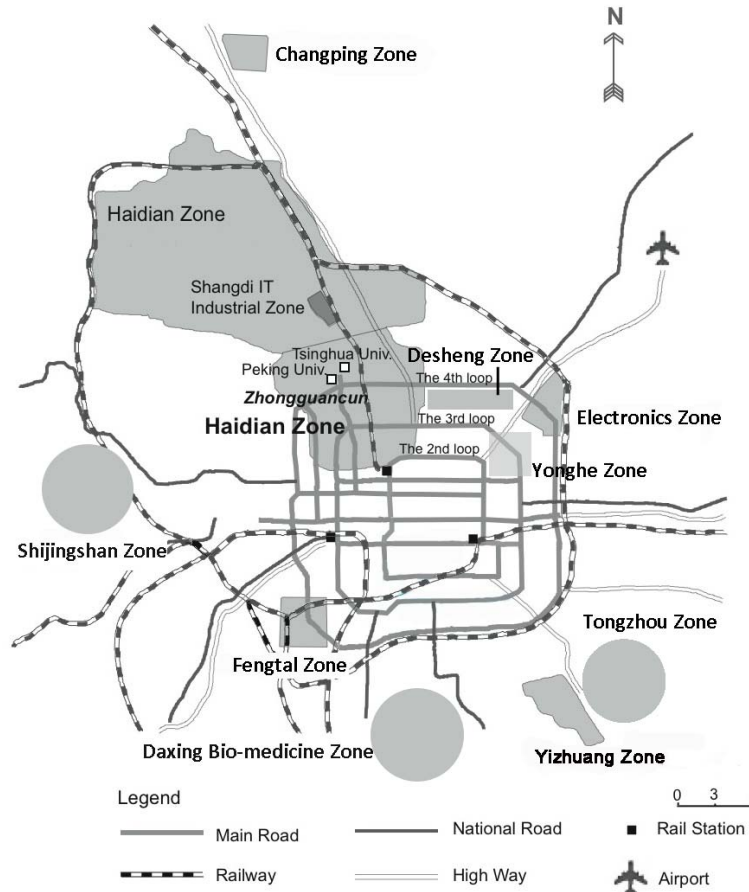 N
Changping Zone
Haidian Zone
Shangdi IT
Industrial Zone
Tsinghua Univ.
Peking Univ.
Zhongguancun
Haidian Zone
Desheng Zone
The 4th loop
The 3rd loop
The 2nd loop
Electronics Zone
Yonghe Zone
Shijingshan Zone
Tongzhou Zone
Fengtal Zone
Daxing Bio-medicine Zone
Yizhuang Zone
Legend
0 3
Main Road
National Road
Rail Station
Railway
High Way
Airport